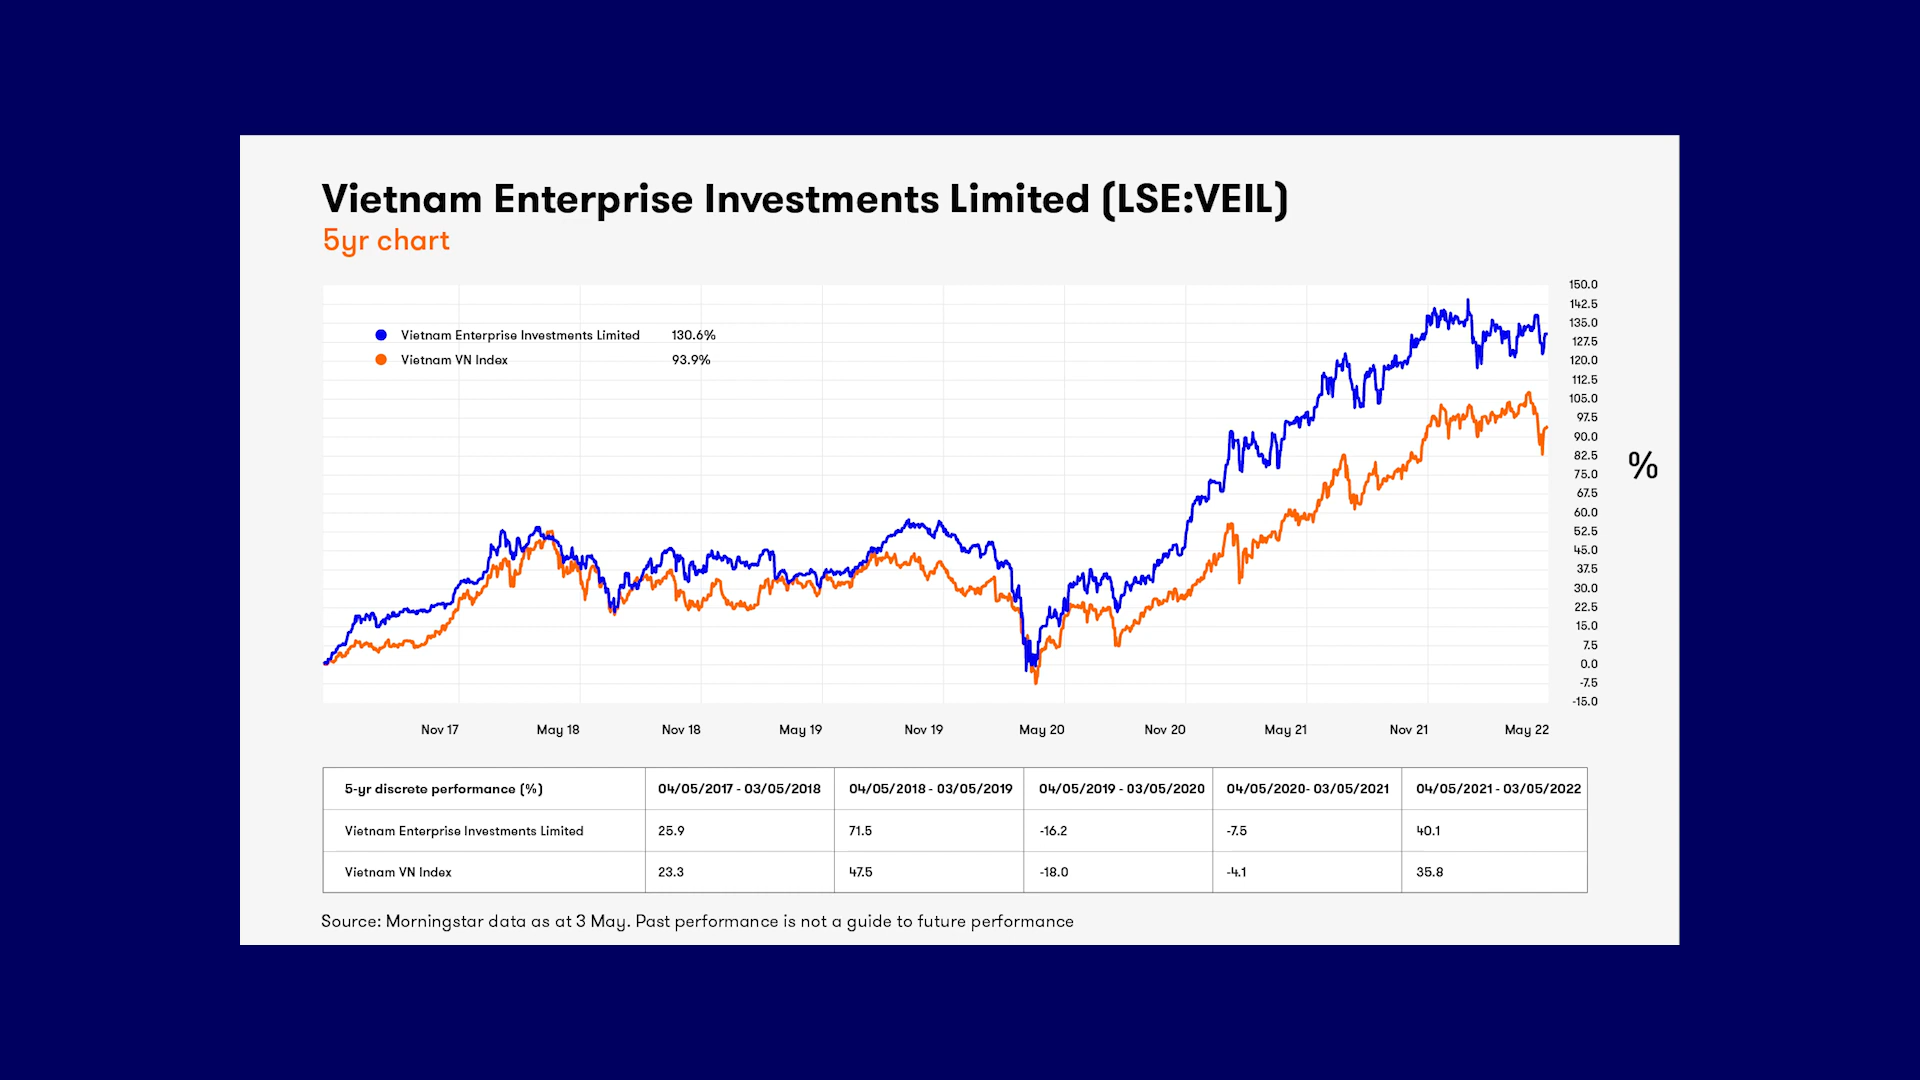 Vietnam Enterprise Investments Limited (LSE:VEIL)
5yr chart
Vietnam Enterprise Investments Limited 130.6%
Vietnam VN Index 93.9%
150.0
142.5
135.0
127.5
120.0
112.5
105.0
97.5
90.0
82.5
75.0
67.5
60.0
52.5
45.0
37.5
30.0
22.5
15.0
7.5
0.0
-7.5
-15.0
%
Nov 17 May 18 Nov 18 May 19 Nov 19 May 20 Nov 20 May 21 Nov 21 May 22
5-yr discrete performance (%) 04/05/2017 - 03/05/2018 04/05/2018 - 03/05/2019 04/05/2019 - 03/05/2020 04/05/2020- 03/05/2021 04/05/2021 - 03/05/2022
Vietnam Enterprise Investments Limited 25.9 71.5 -16.2 -7.5 40.1
Vietnam VN Index 23.3 47.5 -18.0 -4.1 35.8
Source: Morningstar data as at 3 May. Past performance is not a guide to future performance